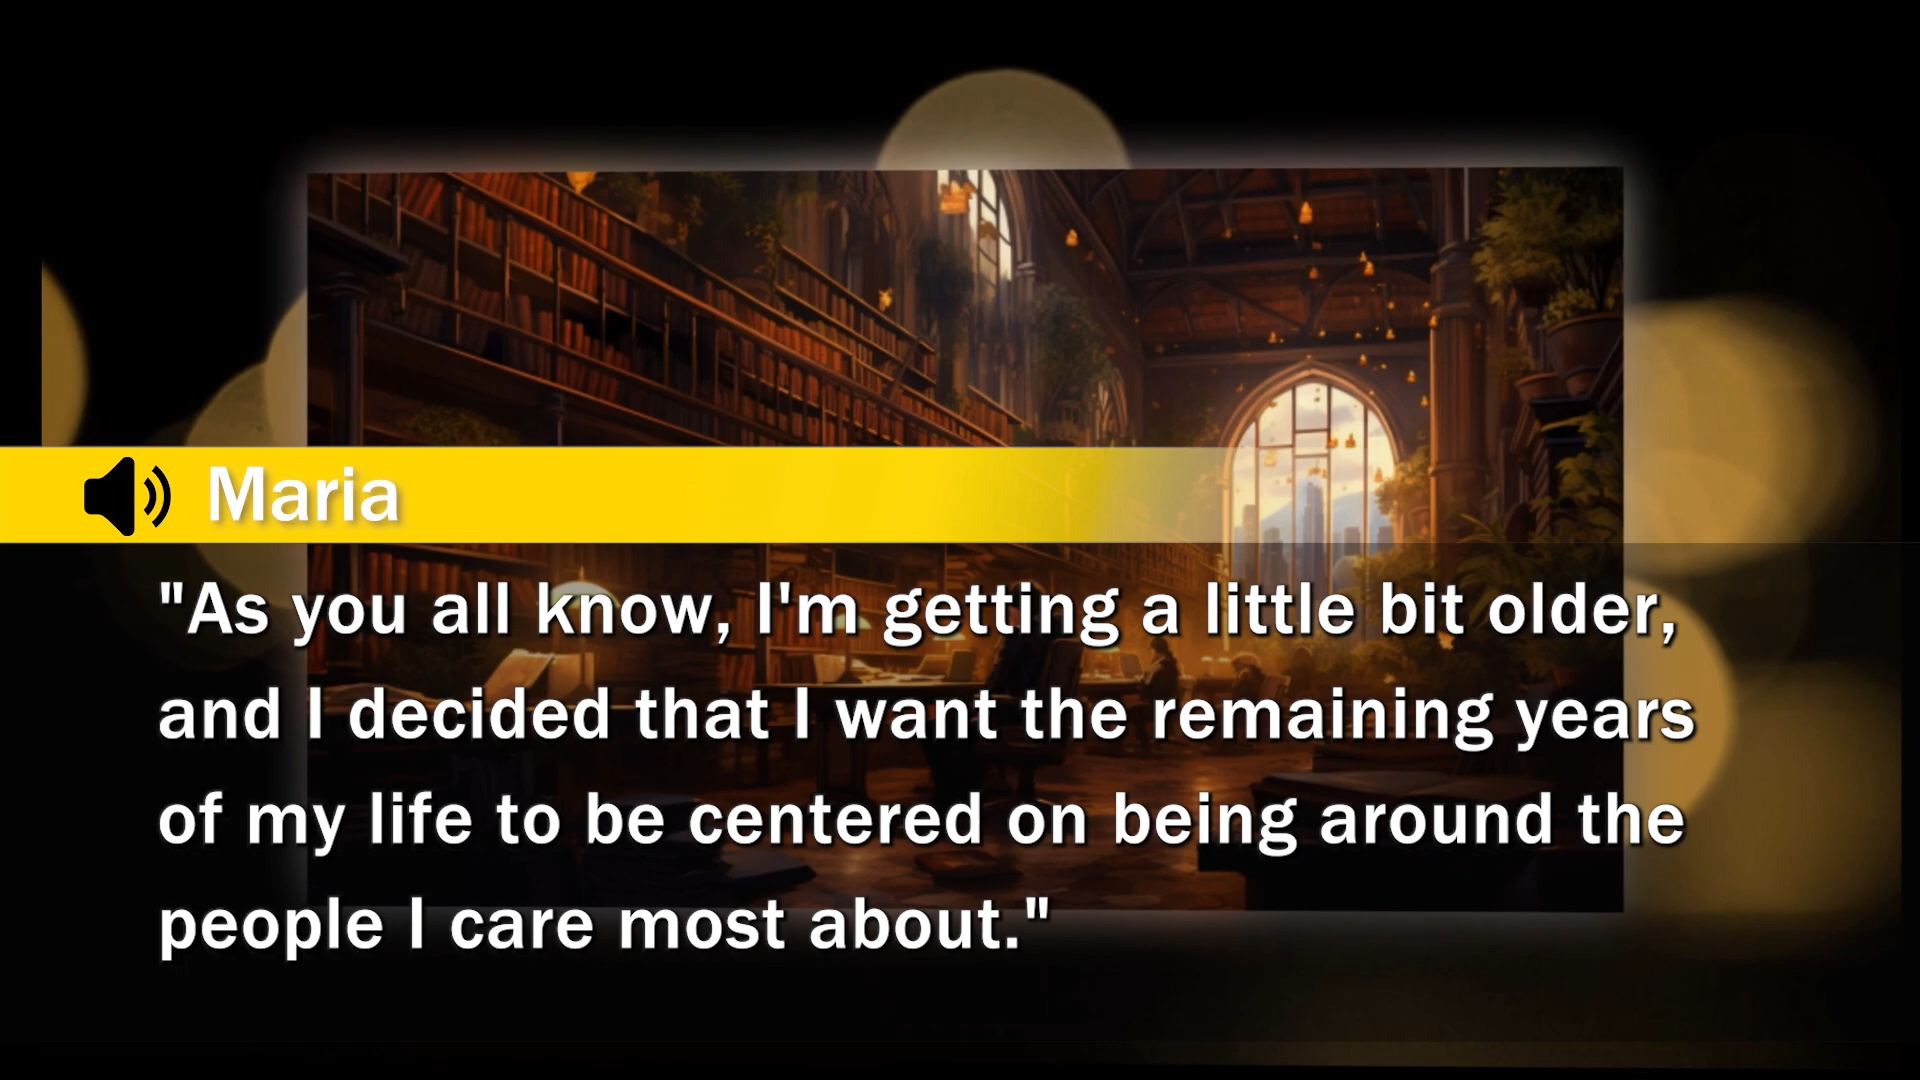 Maria
"As you all know, I'm getting a little bit older,
and I decided that I want the remaining years
of my life to be centered on being around the
people I care most about."